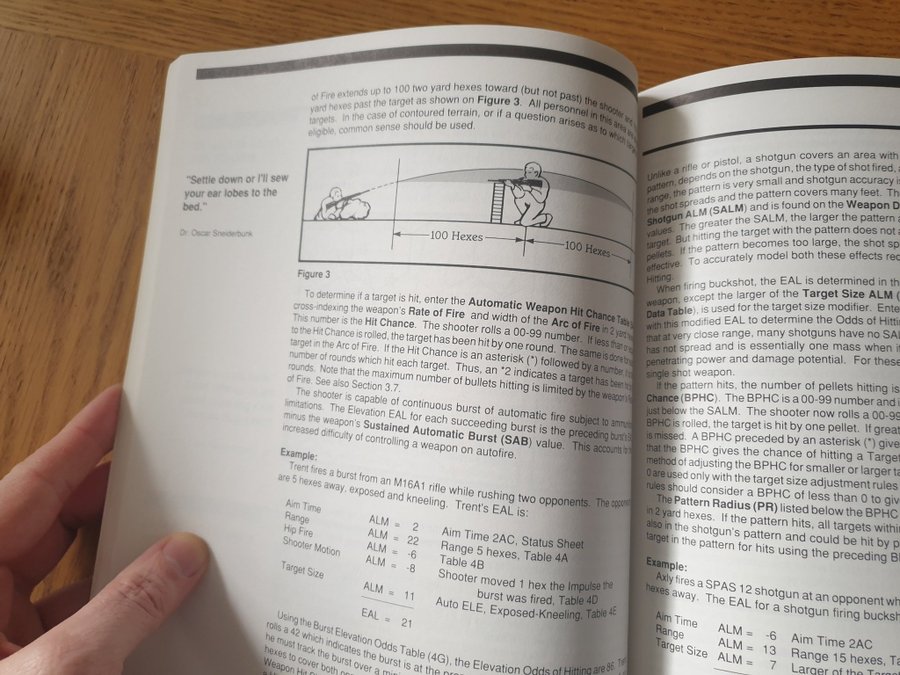 of Fire extends up to 100 two yard hexes toward (but not past) the shooter and
yard hexes past the target as shown on Figure 3. All personnel in this area are
targets. In the case of contoured terrain, or if a question arises as to which
eligible, common sense should be used.
"Settle down or I'll sew
your ear lobes to the
bed."
Dr. Oscar Sneiderbunk
100 Hexes
100 Hexes
Figure 3
To determine if a target is hit, enter the Automatic Weapon Hit Chance Table
cross-indexing the weapon's Rate of Fire and width of the Arc of Fire in 2 yard
This number is the Hit Chance. The shooter rolls a 00-99 number. If less than or
to the Hit Chance is rolled, the target has been hit by one round. The same is done for
target in the Arc of Fire. If the Hit Chance is an asterisk (*) followed by a number, it
number of rounds which hit each target. Thus, an *2 indicates a target has been hit
rounds. Note that the maximum number of bullets hitting is limited by the weapon's
of Fire. See also Section 3.7.
The shooter is capable of continuous burst of automatic fire subject to
limitations. The Elevation EAL for each succeeding burst is the preceding burst's
minus the weapon's Sustained Automatic Burst (SAB) value. This accounts for
increased difficulty of controlling a weapon on autofire.
Example:
Trent fires a burst from an M16A1 rifle while rushing two opponents. The
are 5 hexes away, exposed and kneeling. Trent's EAL is:
Aim Time ALM = 2 Aim Time 2AC, Status Sheet
Range ALM = 22 Range 5 hexes, Table 4A
Hip Fire ALM = -6 Table 4B
Shooter Motion ALM = -8 Shooter moved 1 hex the Impulse the
burst was fired, Table 4D
Target Size ALM = 11 Auto ELE, Exposed-Kneeling, Table 4E
EAL = 21
Using the Burst Elevation Odds Table (4G), the Elevation Odds of Hitting are 86.
rolls a 42 which indicates the burst is at the
he must track the burst over a
hexes to cover both
Weapon Hit
Unlike a rifle or pistol, a shotgun covers an area with
pattern, depends on the shotgun, the type of shot fired,
range, the pattern is very small and shotgun accuracy is
the shot spreads and the pattern covers many feet. The
Shotgun ALM (SALM) and is found on the Weapon
values. The greater the SALM, the larger the pattern
target. But hitting the target with the pattern does not
pellets. If the pattern becomes too large, the shot
effective. To accurately model both these effects
Hitting.
When firing buckshot, the EAL is determined in the
weapon, except the larger of the Target Size ALM
Data Table), is used for the target size modifier. Enter
with this modified EAL to determine the Odds of Hitting
that at very close range, many shotguns have no SALM
has not spread and is essentially one mass when it
penetrating power and damage potential. For these
single shot weapon.
If the pattern hits, the number of pellets hitting is
Chance (BPHC). The BPHC is a 00-99 number and
just below the SALM. The shooter now rolls a 00-99
BPHC is rolled, the target is hit by one pellet. If
is missed. A BPHC preceded by an asterisk (*)
that the BPHC gives the chance of hitting a Target
method of adjusting the BPHC for smaller or larger
0 are used only with the target size adjustment rules
rules should consider a BPHC of less than 0 to
The Pattern Radius (PR) listed below the BPHC
in 2 yard hexes. If the pattern hits, all targets within
also in the shotgun's pattern and could be hit by
target in the pattern for hits using the preceding
Example:
Axly fires a SPAS 12 shotgun at an opponent
hexes away. The EAL for a shotgun firing
Aim Time ALM = -6 Aim Time 2AC
Range ALM = 13 Range 15 hexes,
Target Size ALM = 7 Larger of the